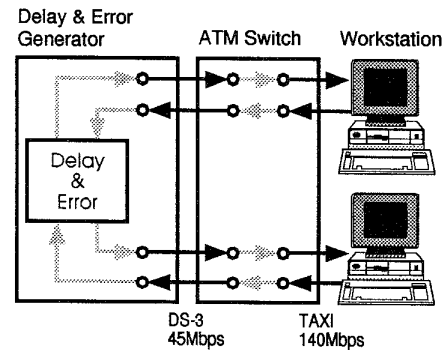 Delay & Error
Generator
ATM Switch
Workstation
Delay
&
Error
DS-3
45Mbps
TAXI
140Mbps